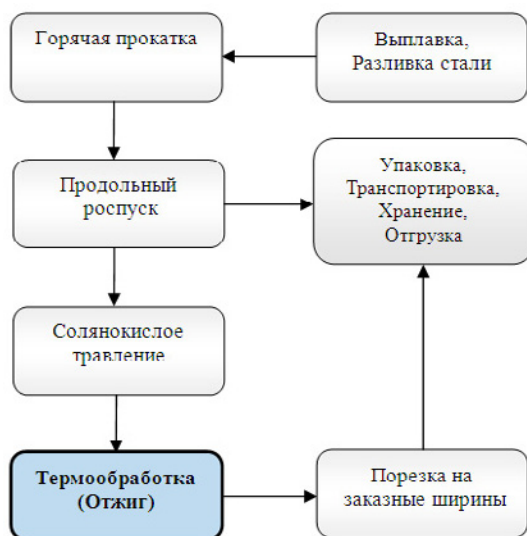 Горячая прокатка
Выплавка,
Разливка стали
Продольный
роспуск
Упаковка,
Транспортировка,
Хранение,
Отгрузка
Солянокислое
травление
Термообработка
(Отжиг)
Порезка на
заказные ширины